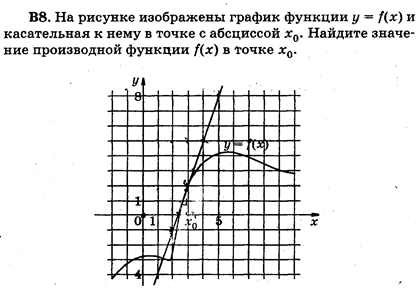 В8. На рисунке изображены график функции y = f(x) и
касательная к нему в точке с абсциссой x₀. Найдите значе-
ние производной функции f(x) в точке x₀.
y
8
y = f(x)
1
0 1 x₀ 5 x
4